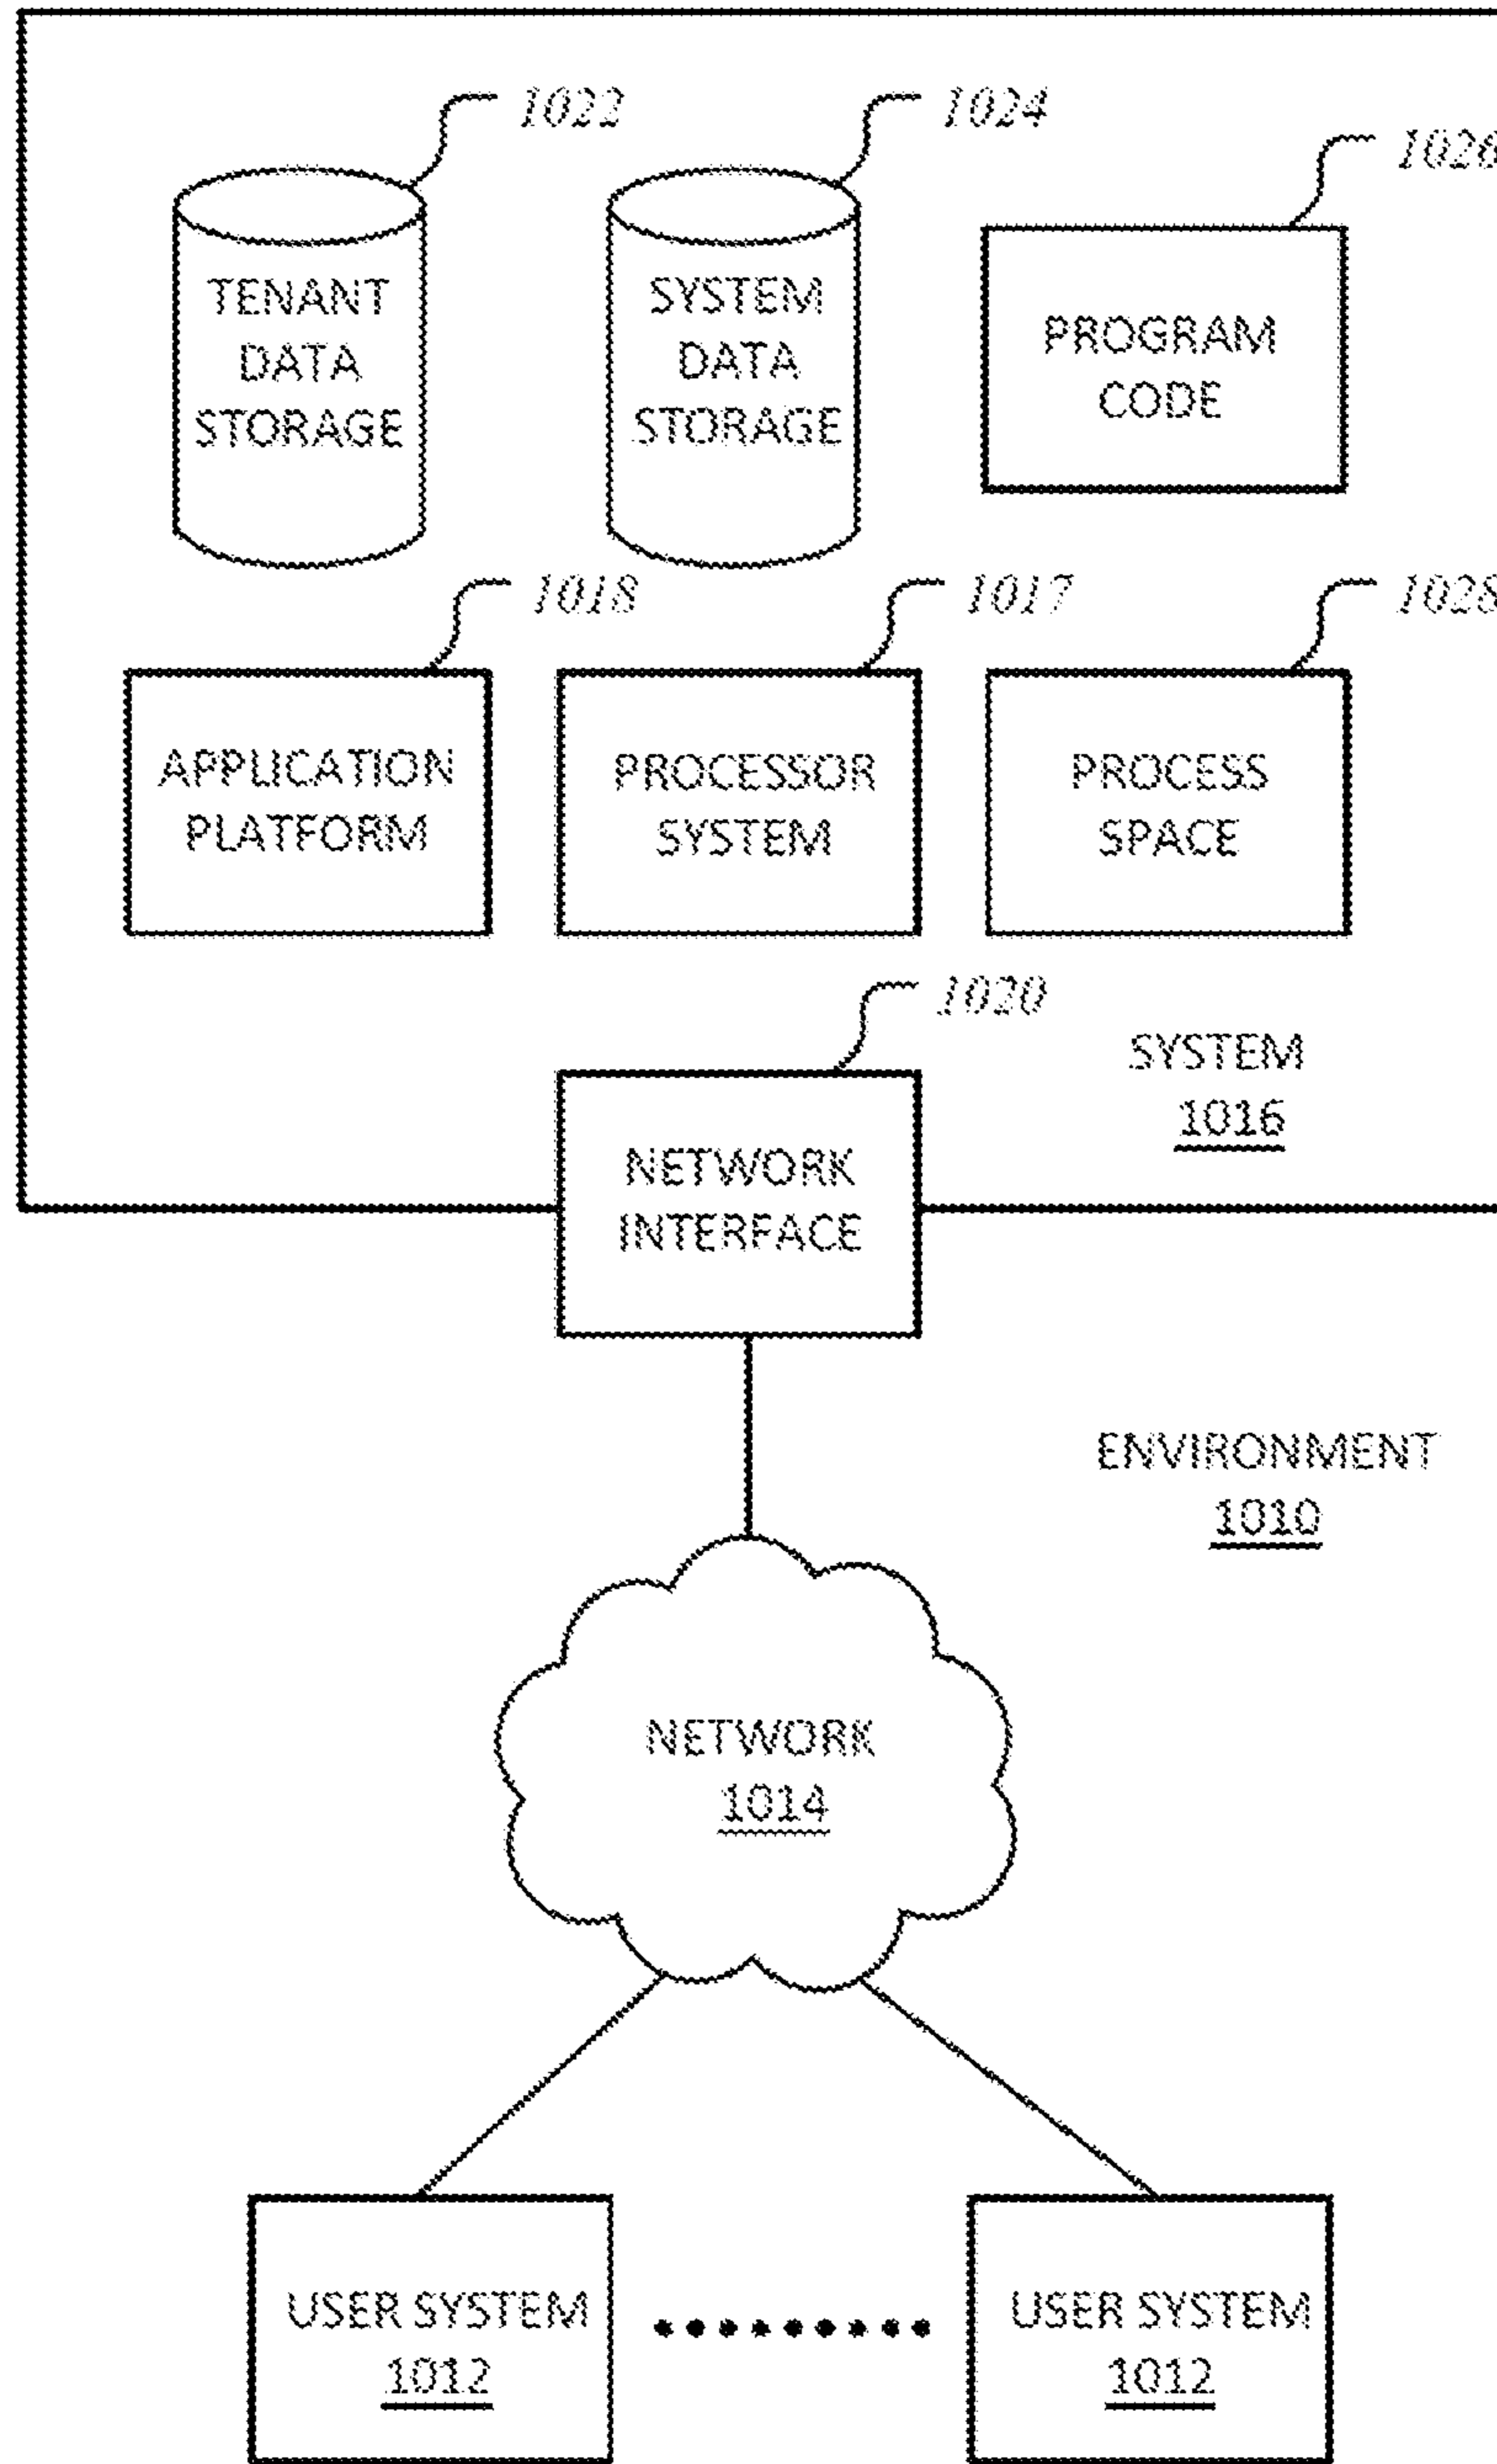 1022
1024
1026
TENANT
DATA
STORAGE
SYSTEM
DATA
STORAGE
PROGRAM
CODE
1018
1017
1028
APPLICATION
PLATFORM
PROCESSOR
SYSTEM
PROCESS
SPACE
1020
SYSTEM
1016
NETWORK
INTERFACE
ENVIRONMENT
1010
NETWORK
1014
USER SYSTEM
1012
USER SYSTEM
1012